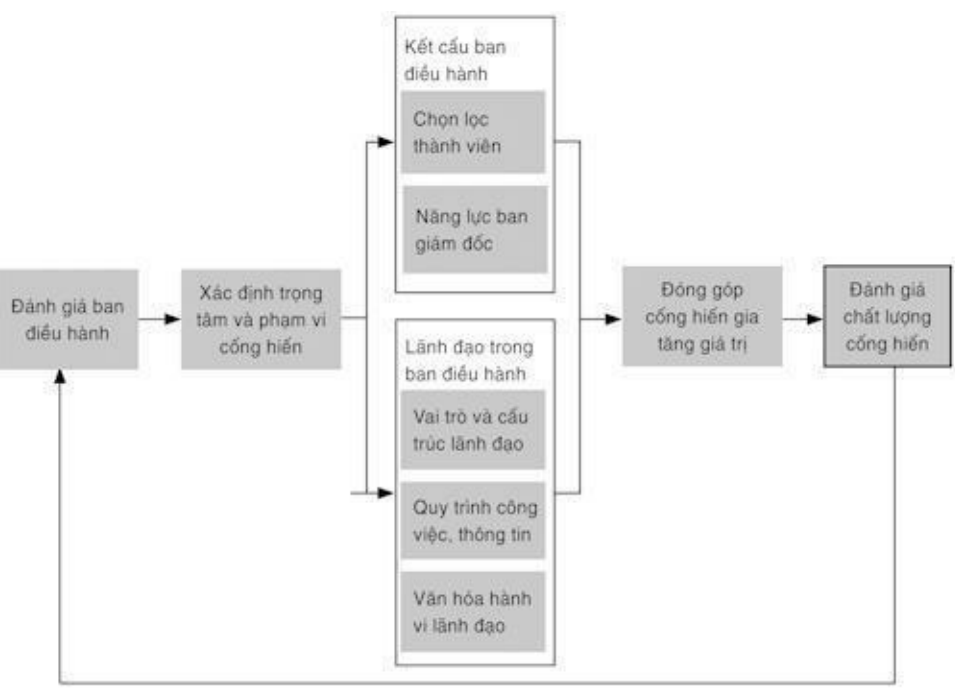 Đánh giá ban
điều hành
Xác định trọng
tâm và phạm vi
cống hiến
Kết cấu ban
điều hành
Chọn lọc
thành viên
Năng lực ban
giám đốc
Lãnh đạo trong
ban điều hành
Vai trò và cấu
trúc lãnh đạo
Quy trình công
việc, thông tin
Văn hóa hành
vi lãnh đạo
Đóng góp
cống hiến gia
tăng giá trị
Đánh giá
chất lượng
cống hiến